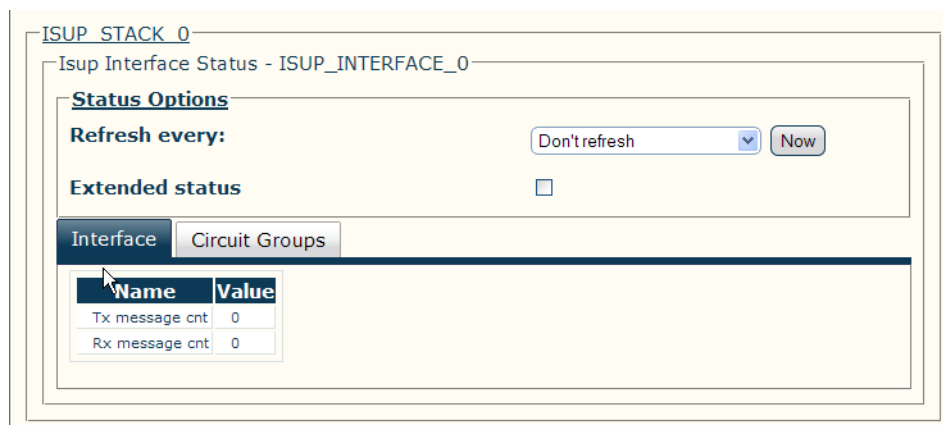 ISUP_STACK_0
Isup Interface Status - ISUP_INTERFACE_0
Status Options
Refresh every: Don't refresh Now
Extended status
Interface Circuit Groups
Name Value
Tx message cnt 0
Rx message cnt 0